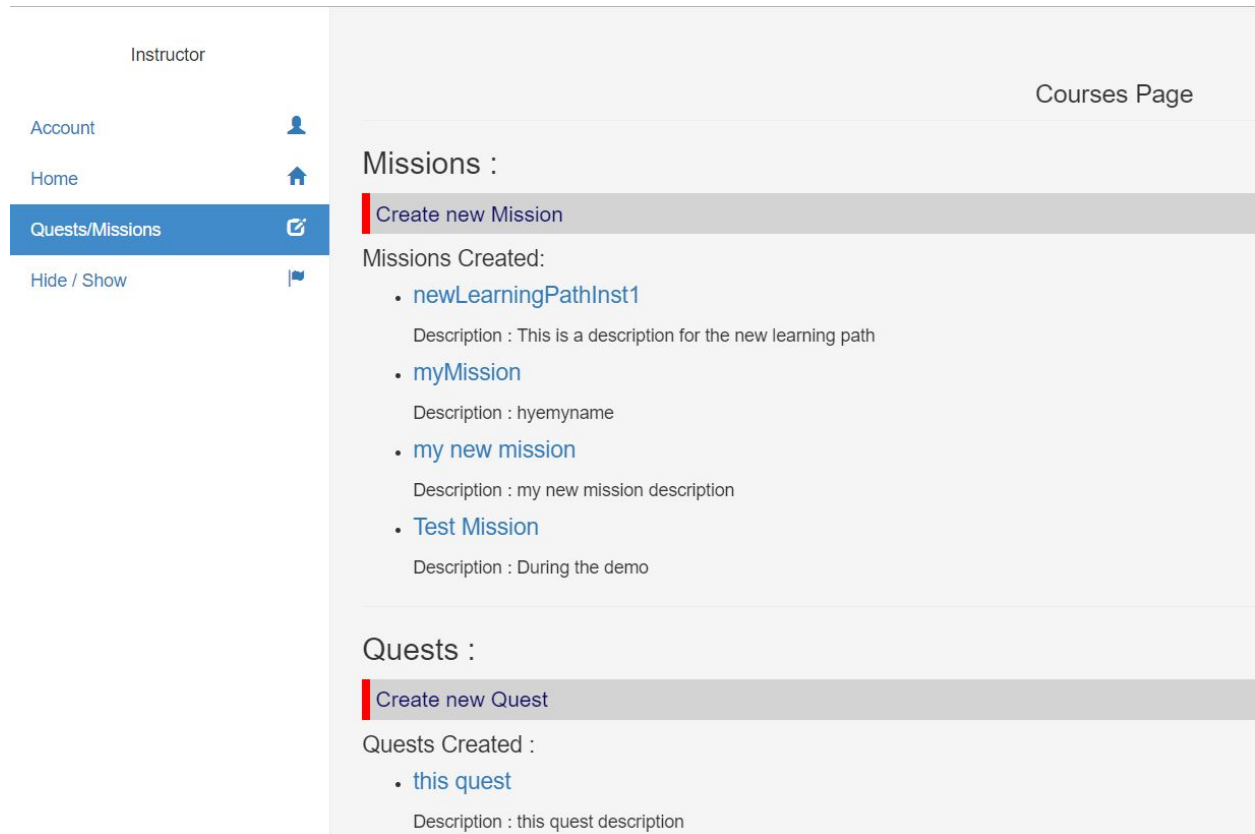 Instructor
Account
Home
Quests/Missions
Hide / Show
Courses Page
Missions :
Create new Mission
Missions Created:
newLearningPathInst1
Description : This is a description for the new learning path
myMission
Description : hyemyname
my new mission
Description : my new mission description
Test Mission
Description : During the demo
Quests :
Create new Quest
Quests Created :
this quest
Description : this quest description